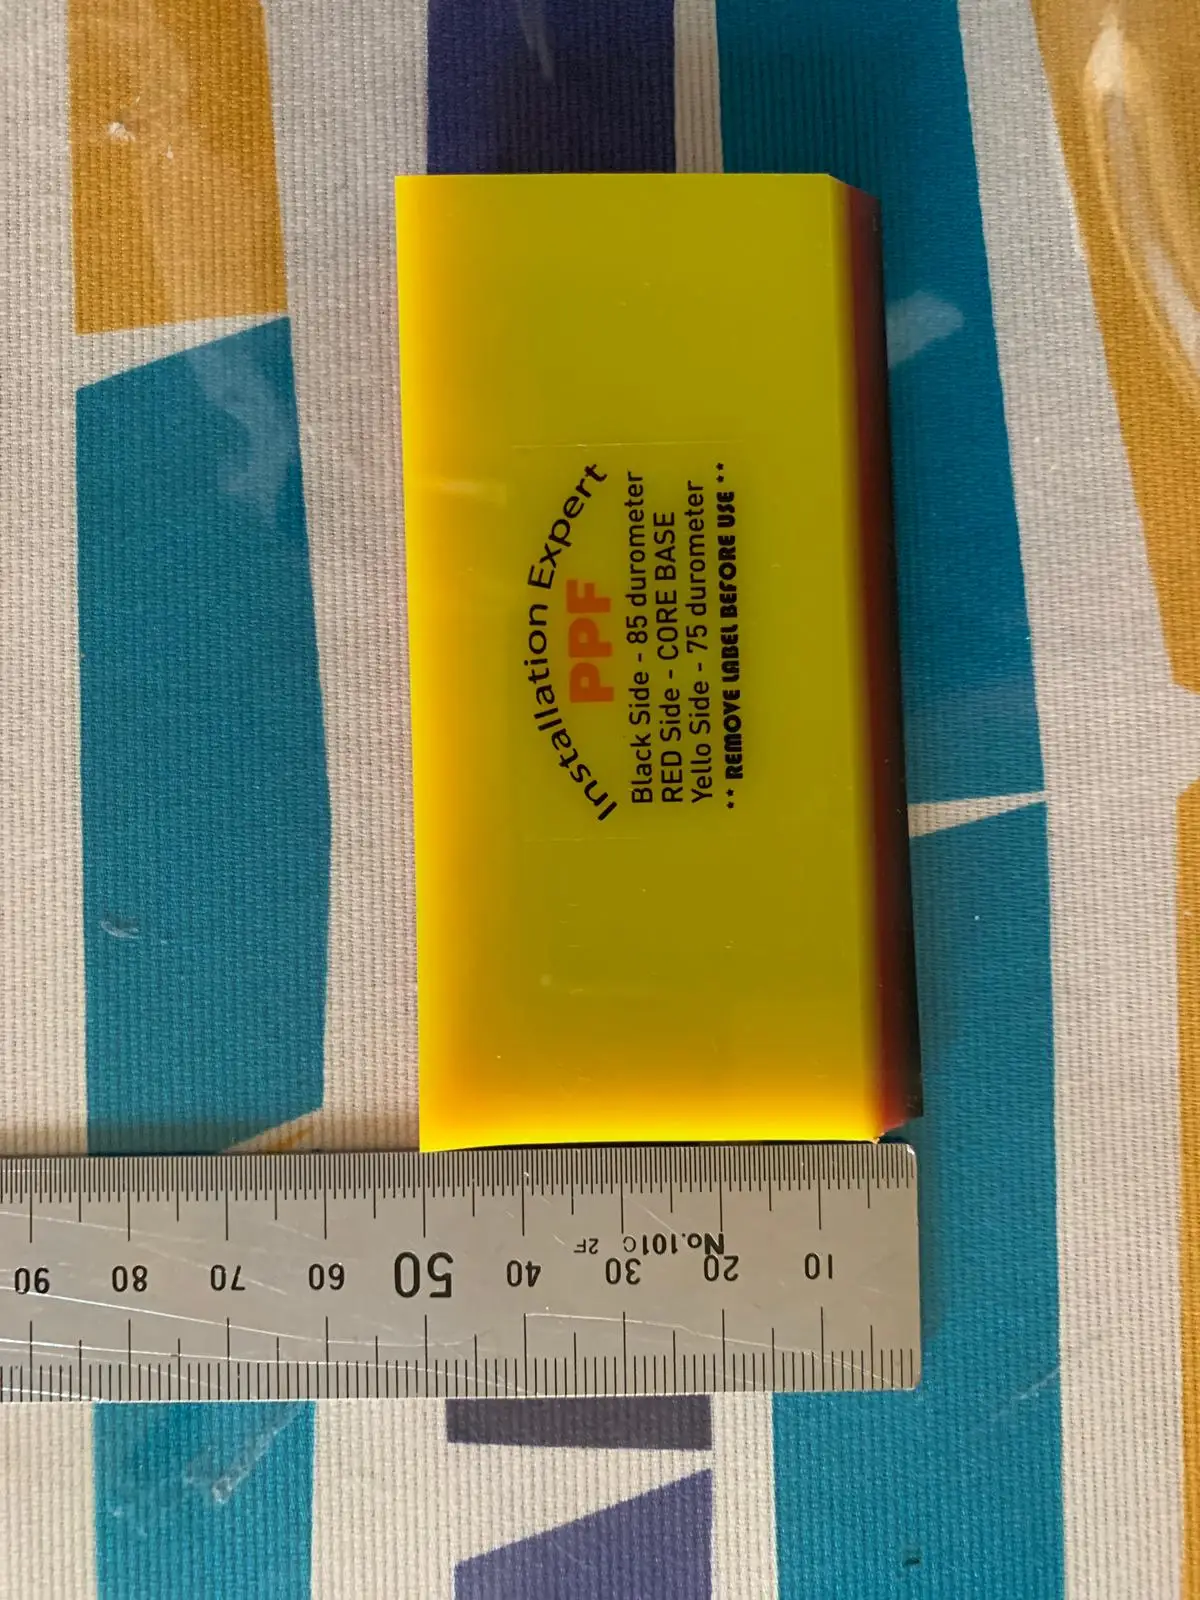 Installation Expert
PPF
Black Side - 85 durometer
RED Side - CORE BASE
Yello Side - 75 durometer
** REMOVE LABEL BEFORE USE **
No.101C 2F
10 20 30 40 50 60 70 80 90